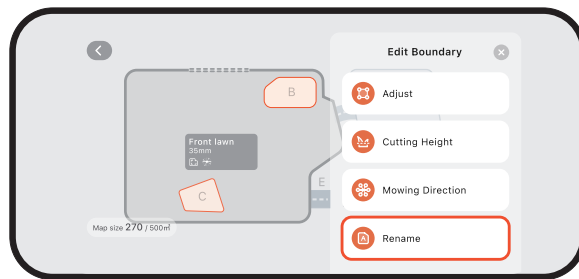 Edit Boundary
B
Adjust
Front lawn
35mm
Cutting Height
E
Mowing Direction
C
Map size 270 / 500㎡
A
Rename